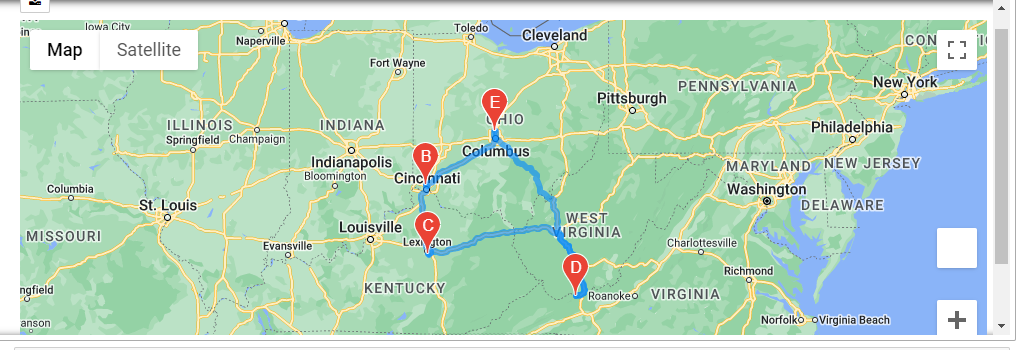 Iowa City
Naperville
Toledo
Cleveland
CONNECTI
Map
Satellite
Fort Wayne
New York
PENNSYLVANIA
Pittsburgh
E
OHIO
ILLINOIS
INDIANA
Philadelphia
Springfield
Champaign
Columbus
B
Indianapolis
MARYLAND
NEW JERSEY
Bloomington
Cincinnati
Columbia
Washington
St. Louis
DELAWARE
WEST
VIRGINIA
C
Louisville
MISSOURI
Lexington
Evansville
Charlottesville
D
Richmond
KENTUCKY
ngfield
Roanoke
VIRGINIA
anson
Norfolk
Virginia Beach